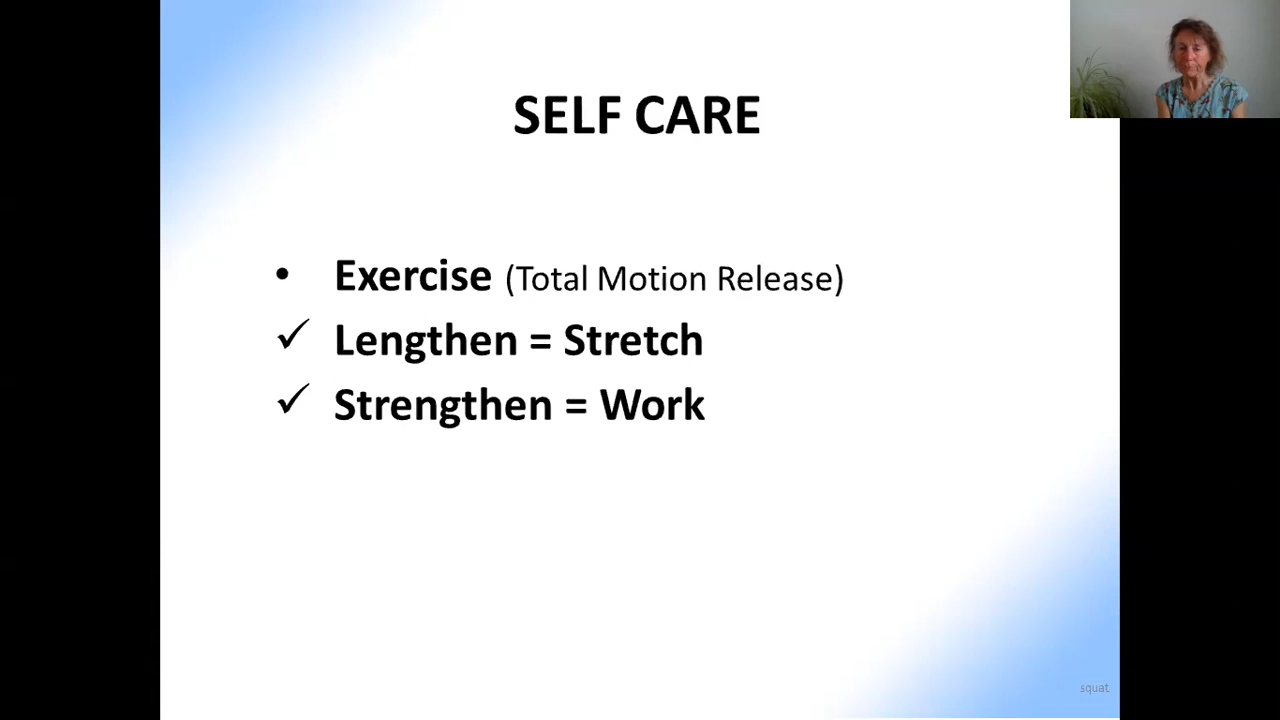 SELF CARE
• Exercise (Total Motion Release)
✓ Lengthen = Stretch
✓ Strengthen = Work
squat